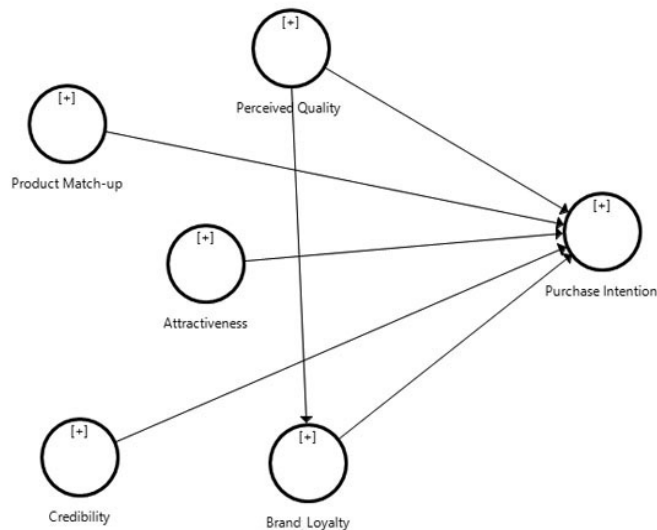 [+]
Perceived Quality
[+]
Product Match-up
[+]
Attractiveness
[+]
Purchase Intention
[+]
Credibility
[+]
Brand Loyalty